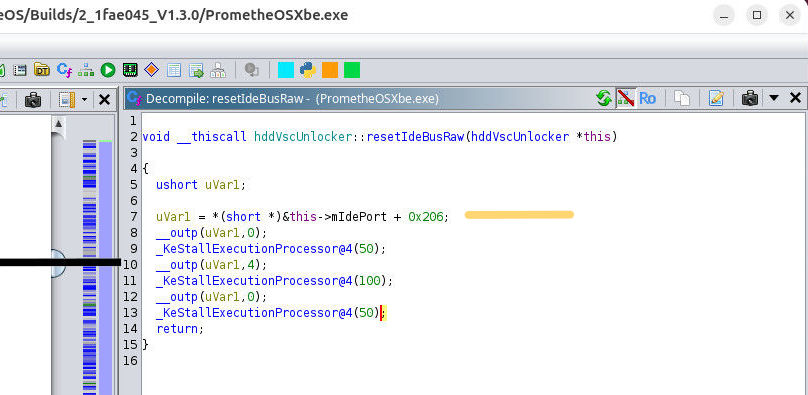 eOS/Builds/2_1fae045_V1.3.0/PrometheOSXbe.exe
DT Cf
Cf Decompile: resetIdeBusRaw - (PrometheOSXbe.exe) Ro
1
2 void __thiscall hddVscUnlocker::resetIdeBusRaw(hddVscUnlocker *this)
3
4 {
5 ushort uVar1;
6
7 uVar1 = *(short *)&this->mIdePort + 0x206;
8 __outp(uVar1,0);
9 _KeStallExecutionProcessor@4(50);
10 __outp(uVar1,4);
11 _KeStallExecutionProcessor@4(100);
12 __outp(uVar1,0);
13 _KeStallExecutionProcessor@4(50);
14 return;
15 }
16